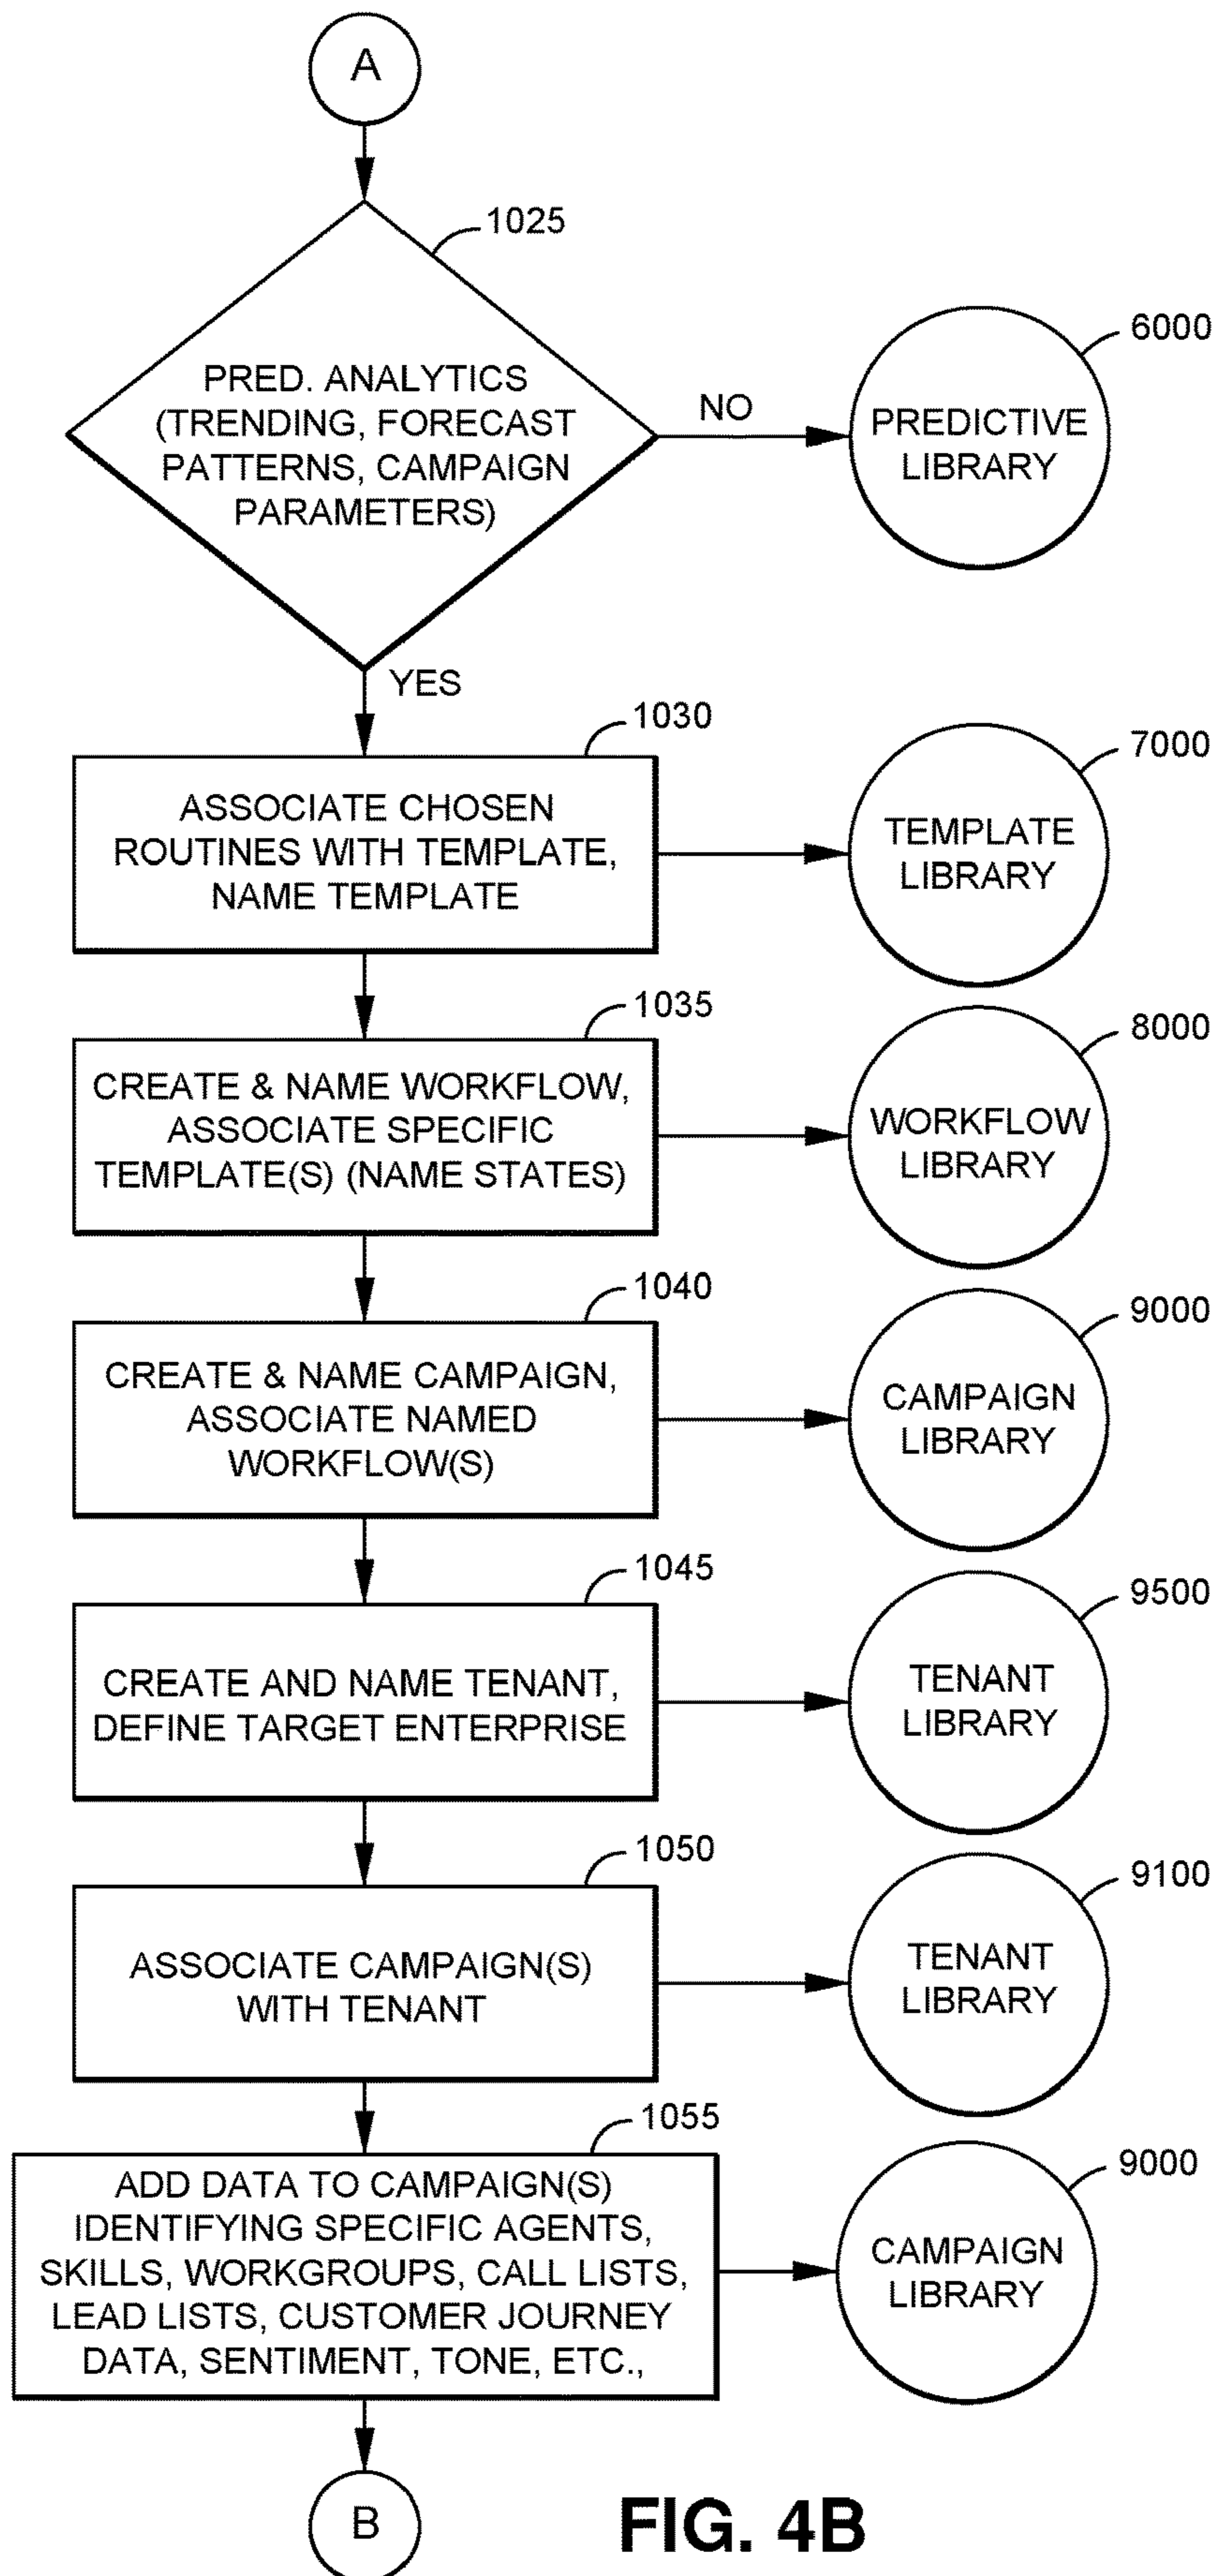 A
1025
PRED. ANALYTICS
(TRENDING, FORECAST
PATTERNS, CAMPAIGN
PARAMETERS)
NO
6000
PREDICTIVE
LIBRARY
YES
1030
ASSOCIATE CHOSEN
ROUTINES WITH TEMPLATE,
NAME TEMPLATE
7000
TEMPLATE
LIBRARY
1035
CREATE & NAME WORKFLOW,
ASSOCIATE SPECIFIC
TEMPLATE(S) (NAME STATES)
8000
WORKFLOW
LIBRARY
1040
CREATE & NAME CAMPAIGN,
ASSOCIATE NAMED
WORKFLOW(S)
9000
CAMPAIGN
LIBRARY
1045
CREATE AND NAME TENANT,
DEFINE TARGET ENTERPRISE
9500
TENANT
LIBRARY
1050
ASSOCIATE CAMPAIGN(S)
WITH TENANT
9100
TENANT
LIBRARY
1055
ADD DATA TO CAMPAIGN(S)
IDENTIFYING SPECIFIC AGENTS,
SKILLS, WORKGROUPS, CALL LISTS,
LEAD LISTS, CUSTOMER JOURNEY
DATA, SENTIMENT, TONE, ETC.,
9000
CAMPAIGN
LIBRARY
B
FIG. 4B